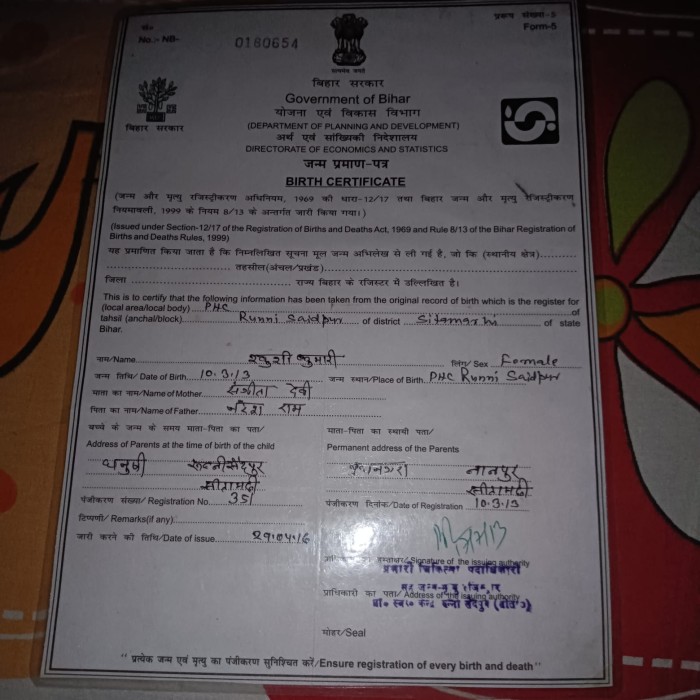 सं०
No.:- NB- 0180654
प्रपत्र संख्या-5
Form-5
सत्यमेव जयते
बिहार सरकार
बिहार सरकार
Government of Bihar
योजना एवं विकास विभाग
(DEPARTMENT OF PLANNING AND DEVELOPMENT)
अर्थ एवं सांख्यिकी निदेशालय
DIRECTORATE OF ECONOMICS AND STATISTICS
जन्म प्रमाण-पत्र
BIRTH CERTIFICATE
(जन्म और मृत्यु रजिस्ट्रीकरण अधिनियम, 1969 की धारा-12/17 तथा बिहार जन्म और मृत्यु रजिस्ट्रीकरण
नियमावली, 1999 के नियम 8/13 के अन्तर्गत जारी किया गया।)
(Issued under Section-12/17 of the Registration of Births and Deaths Act, 1969 and Rule 8/13 of the Bihar Registration of
Births and Deaths Rules, 1999)
यह प्रमाणित किया जाता है कि निम्नलिखित सूचना मूल जन्म अभिलेख से ली गई है, जो कि (स्थानीय क्षेत्र)
तहसील(अंचल/प्रखंड)
जिला राज्य बिहार के रजिस्टर में उल्लिखित है।
This is to certify that the following information has been taken from the original record of birth which is the register for
(local area/local body) PHC of
tahsil (anchal/block) Runni Saidpur of district Sitamarhi of state
Bihar.
नाम/Name खुशी कुमारी लिंग/ Sex Female
जन्म तिथि/ Date of Birth 10.3.13 जन्म स्थान/Place of Birth PHC Runni Saidpur
माता का नाम/Name of Mother संगीता देवी
पिता का नाम/Name of Father नरेश राम
बच्चे के जन्म के समय माता-पिता का पता/ माता-पिता का स्थायी पता/
Address of Parents at the time of birth of the child Permanent address of the Parents
रून्नीसैदपुर नानपुर
सीतामढ़ी सीतामढ़ी
पंजीकरण संख्या/ Registration No. 351 पंजीकरण दिनांक/Date of Registration 10.3.13
टिप्पणी/ Remarks(if any)
जारी करने की तिथि/Date of issue 29.04.16
हस्ताक्षर/Signature of the issuing authority
प्रभारी चिकित्सा पदाधिकारी
प्राधिकारी का पता/ Address of the issuing authority
मोहर/Seal
" प्रत्येक जन्म एवं मृत्यु का पंजीकरण सुनिश्चित करें/Ensure registration of every birth and death"